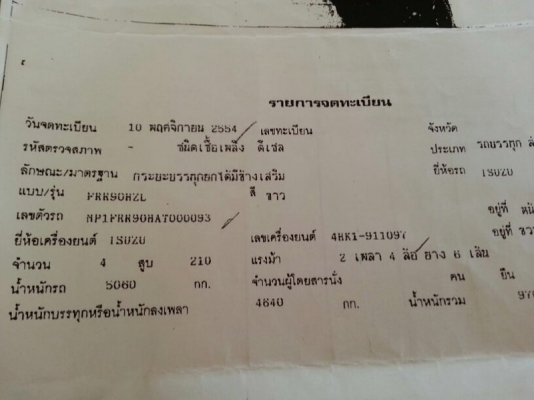 รายการจดทะเบียน
วันจดทะเบียน 10 พฤศจิกายน 2554 เลขทะเบียน จังหวัด
รหัสตรวจสภาพ - ชนิดเชื้อเพลิง ดีเซล ประเภท รถบรรทุก
ลักษณะ/มาตรฐาน กระบะบรรทุกยกได้มีข้างเสริม ยี่ห้อรถ ISUZU
แบบ/รุ่น FRR90HZL สี ขาว
เลขตัวรถ MP1FRR90HAT000093 อยู่ที่
ยี่ห้อเครื่องยนต์ ISUZU เลขเครื่องยนต์ 4HK1-911097 อยู่ที่
จำนวน 4 สูบ 210 แรงม้า 2 เพลา 4 ล้อ ยาง 6 เส้น
น้ำหนักรถ 5060 กก. จำนวนผู้โดยสารนั่ง คน ยืน
น้ำหนักบรรทุกหรือน้ำหนักลงเพลา 4640 กก. น้ำหนักรวม